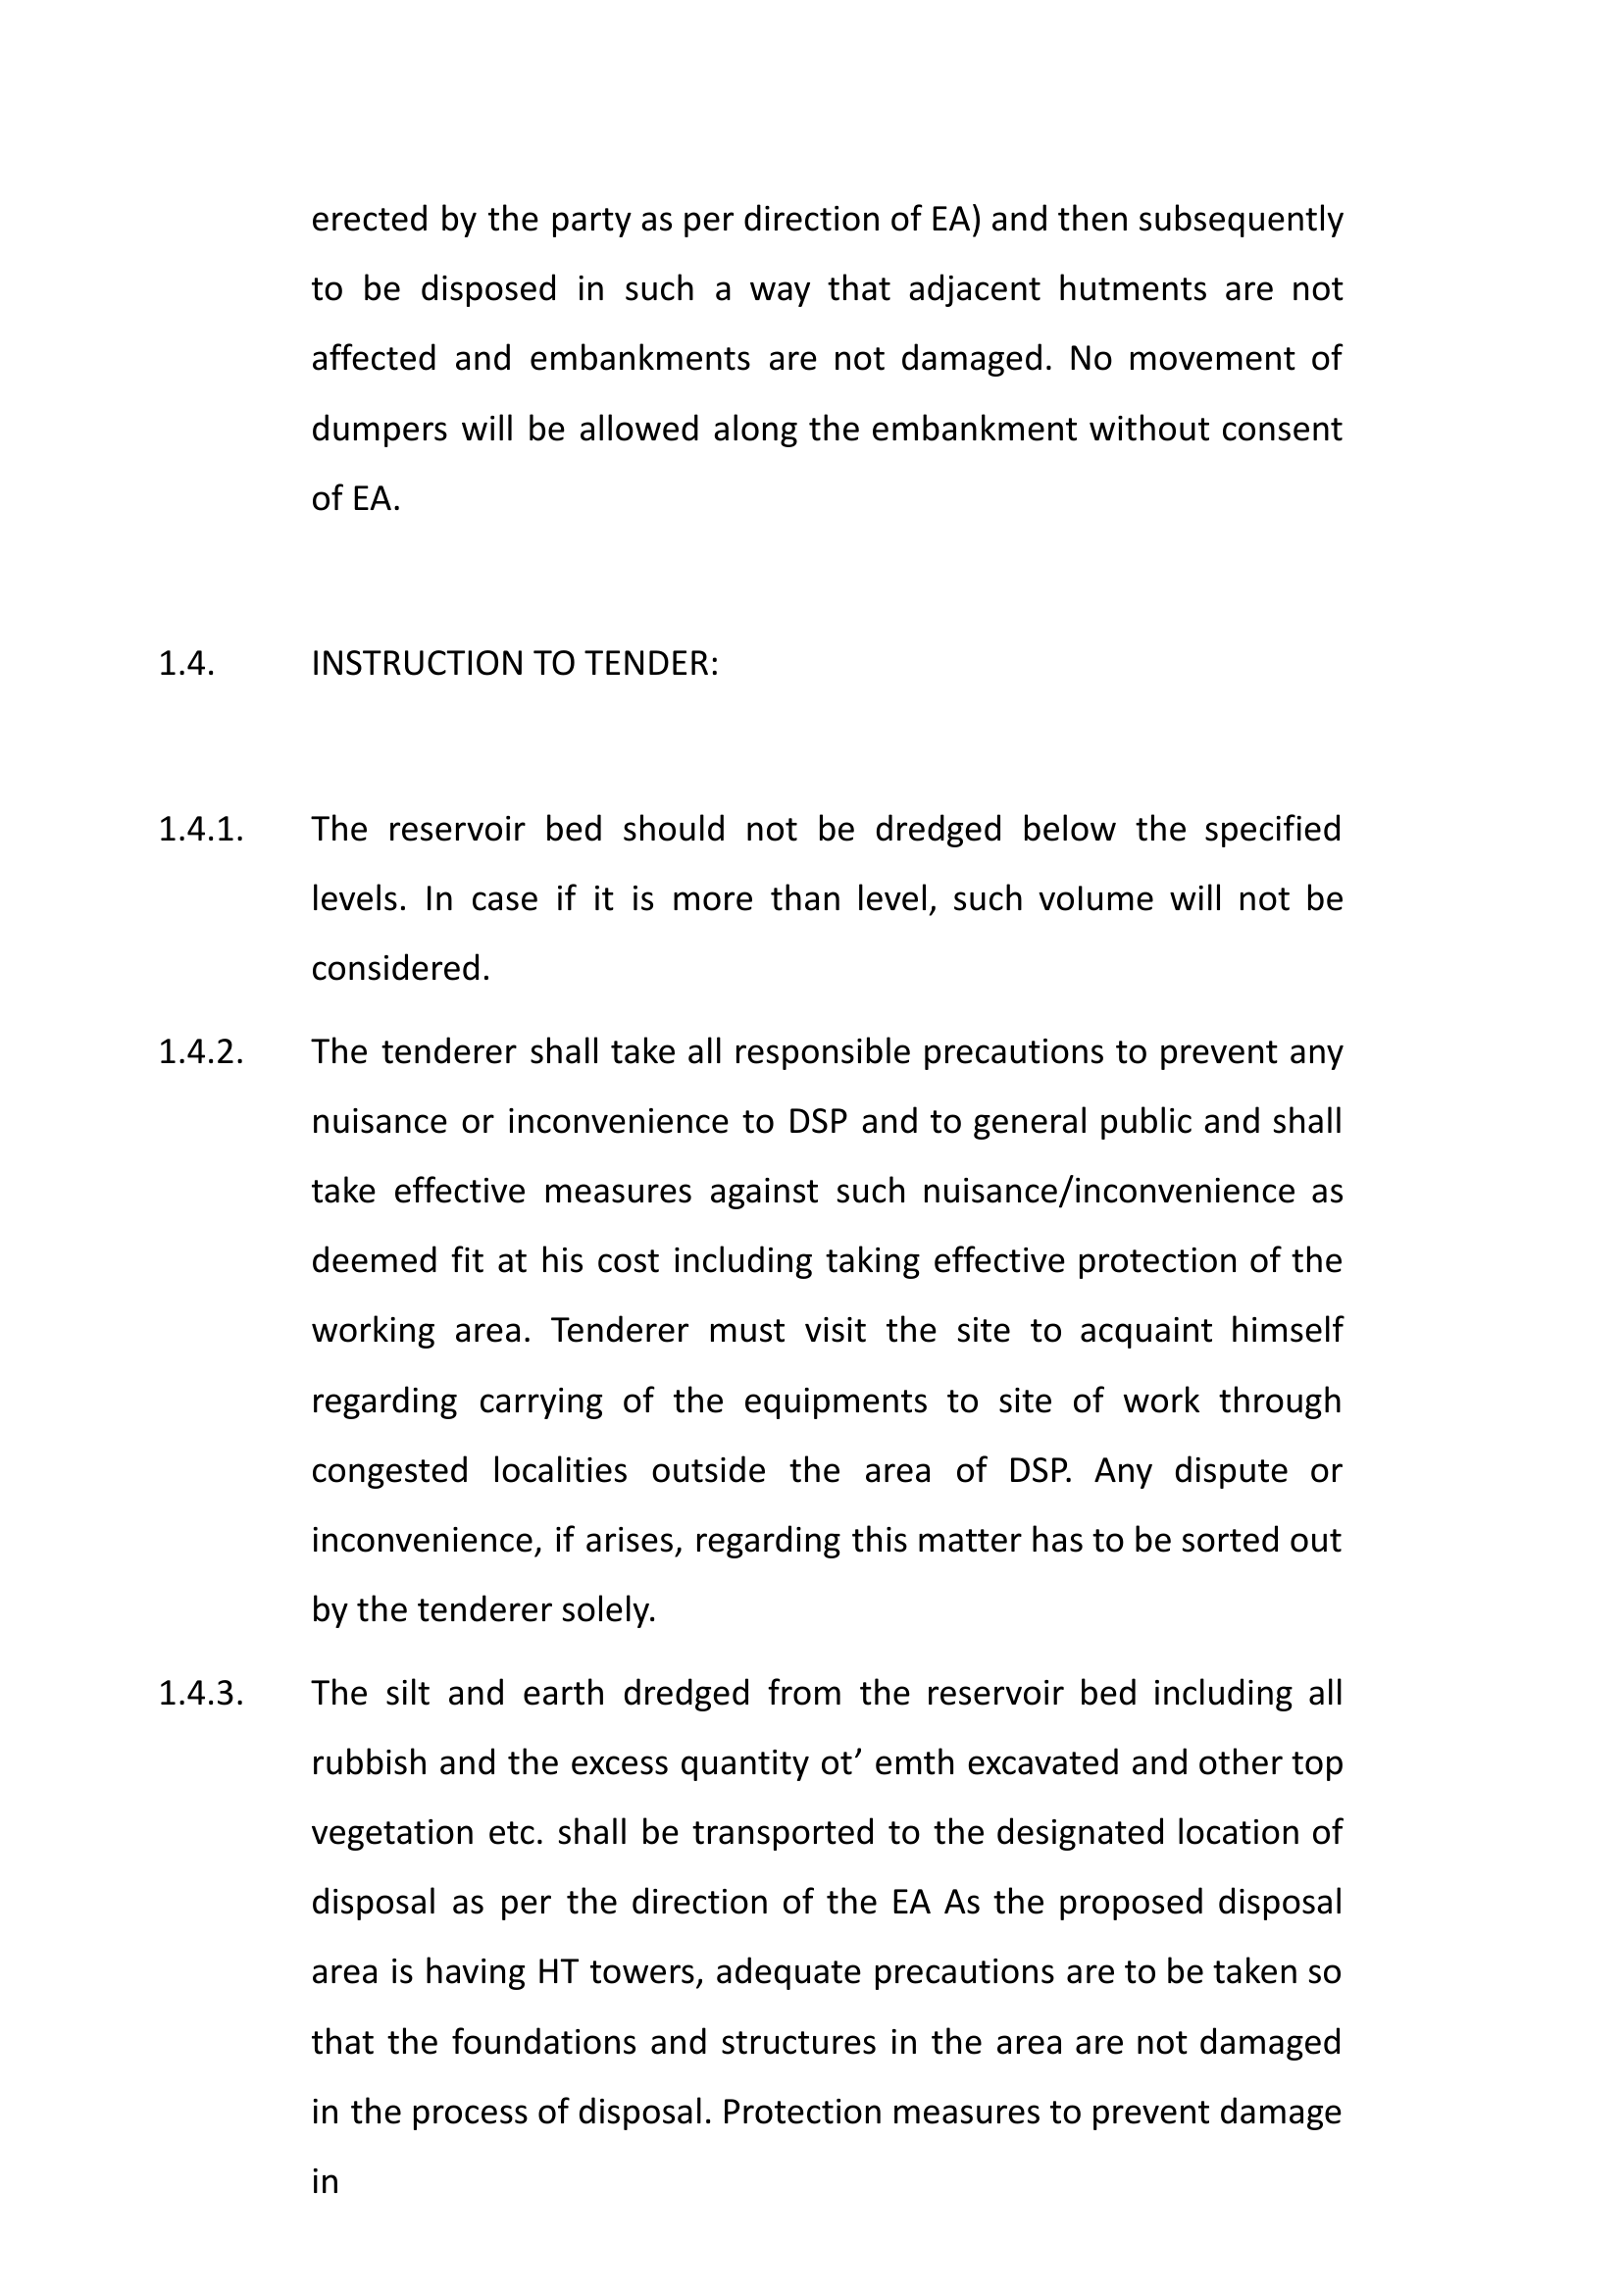 erected by the party as per direction of EA) and then subsequently
to be disposed in such a way that adjacent hutments are not
affected and embankments are not damaged. No movement of
dumpers will be allowed along the embankment without consent
of EA.
1.4. INSTRUCTION TO TENDER:
1.4.1. The reservoir bed should not be dredged below the specified
levels. In case if it is more than level, such voIume will not be
considered.
1.4.2. The tenderer shall take all responsible precautions to prevent any
nuisance or inconvenience to DSP and to general public and shall
take effective measures against such nuisance/inconvenience as
deemed fit at his cost including taking effective protection of the
working area. Tenderer must visit the site to acquaint himself
regarding carrying of the equipments to site of work through
congested localities outside the area of DSP. Any dispute or
inconvenience, if arises, regarding this matter has to be sorted out
by the tenderer solely.
1.4.3. The silt and earth dredged from the reservoir bed including all
rubbish and the excess quantity ot’ emth excavated and other top
vegetation etc. shall be transported to the designated location of
disposal as per the direction of the EA As the proposed disposal
area is having HT towers, adequate precautions are to be taken so
that the foundations and structures in the area are not damaged
in the process of disposal. Protection measures to prevent damage
in